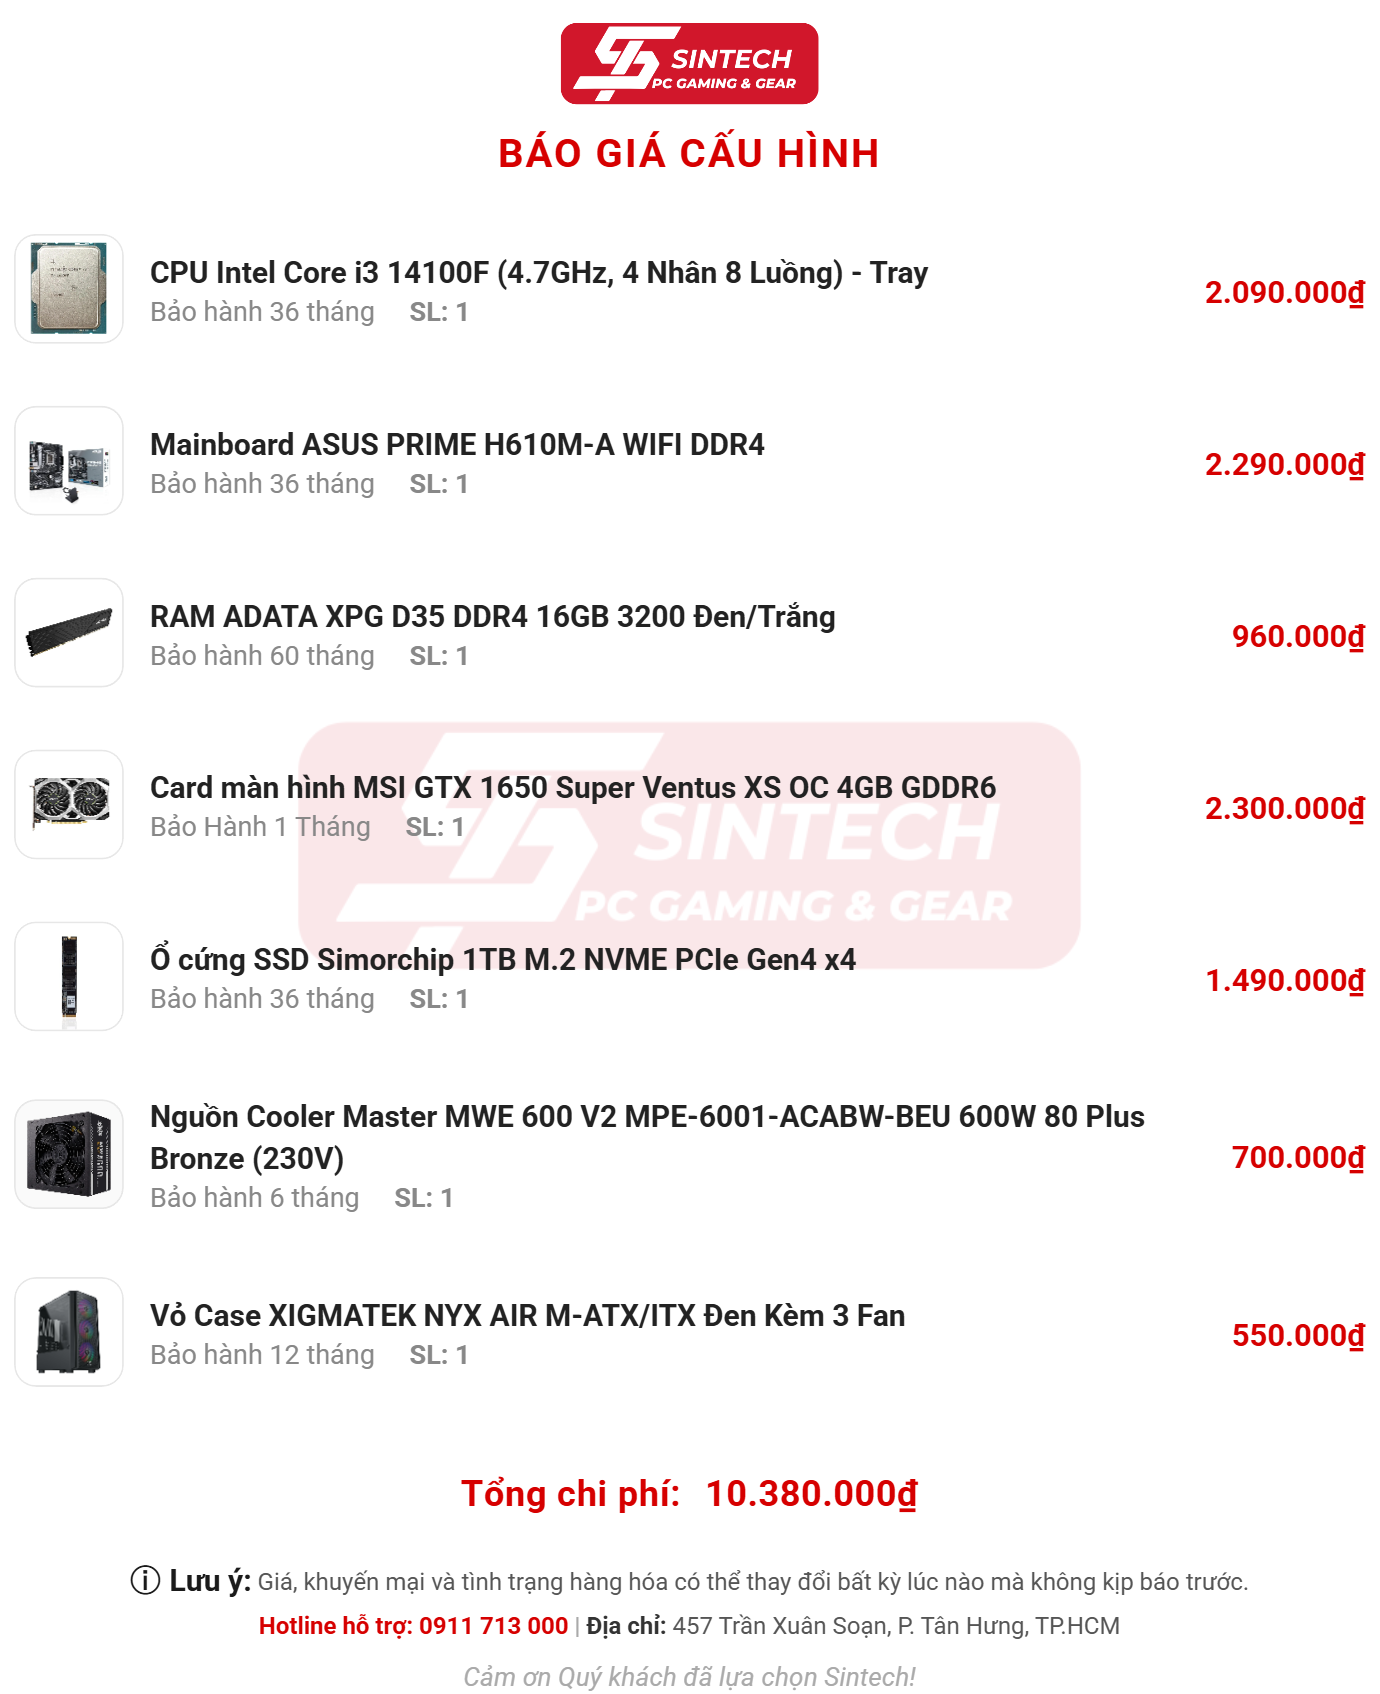 SINTECH
PC GAMING & GEAR
BÁO GIÁ CẤU HÌNH
CPU Intel Core i3 14100F (4.7GHz, 4 Nhân 8 Luồng) - Tray
Bảo hành 36 tháng SL: 1
2.090.000₫
Mainboard ASUS PRIME H610M-A WIFI DDR4
Bảo hành 36 tháng SL: 1
2.290.000₫
RAM ADATA XPG D35 DDR4 16GB 3200 Đen/Trắng
Bảo hành 60 tháng SL: 1
960.000₫
Card màn hình MSI GTX 1650 Super Ventus XS OC 4GB GDDR6
Bảo Hành 1 Tháng SL: 1
2.300.000₫
SINTECH
PC GAMING & GEAR
Ổ cứng SSD Simorchip 1TB M.2 NVME PCIe Gen4 x4
Bảo hành 36 tháng SL: 1
1.490.000₫
Nguồn Cooler Master MWE 600 V2 MPE-6001-ACABW-BEU 600W 80 Plus
Bronze (230V)
Bảo hành 6 tháng SL: 1
700.000₫
Vỏ Case XIGMATEK NYX AIR M-ATX/ITX Đen Kèm 3 Fan
Bảo hành 12 tháng SL: 1
550.000₫
Tổng chi phí: 10.380.000₫
Lưu ý: Giá, khuyến mại và tình trạng hàng hóa có thể thay đổi bất kỳ lúc nào mà không kịp báo trước.
Hotline hỗ trợ: 0911 713 000 | Địa chỉ: 457 Trần Xuân Soạn, P. Tân Hưng, TP.HCM
Cảm ơn Quý khách đã lựa chọn Sintech!